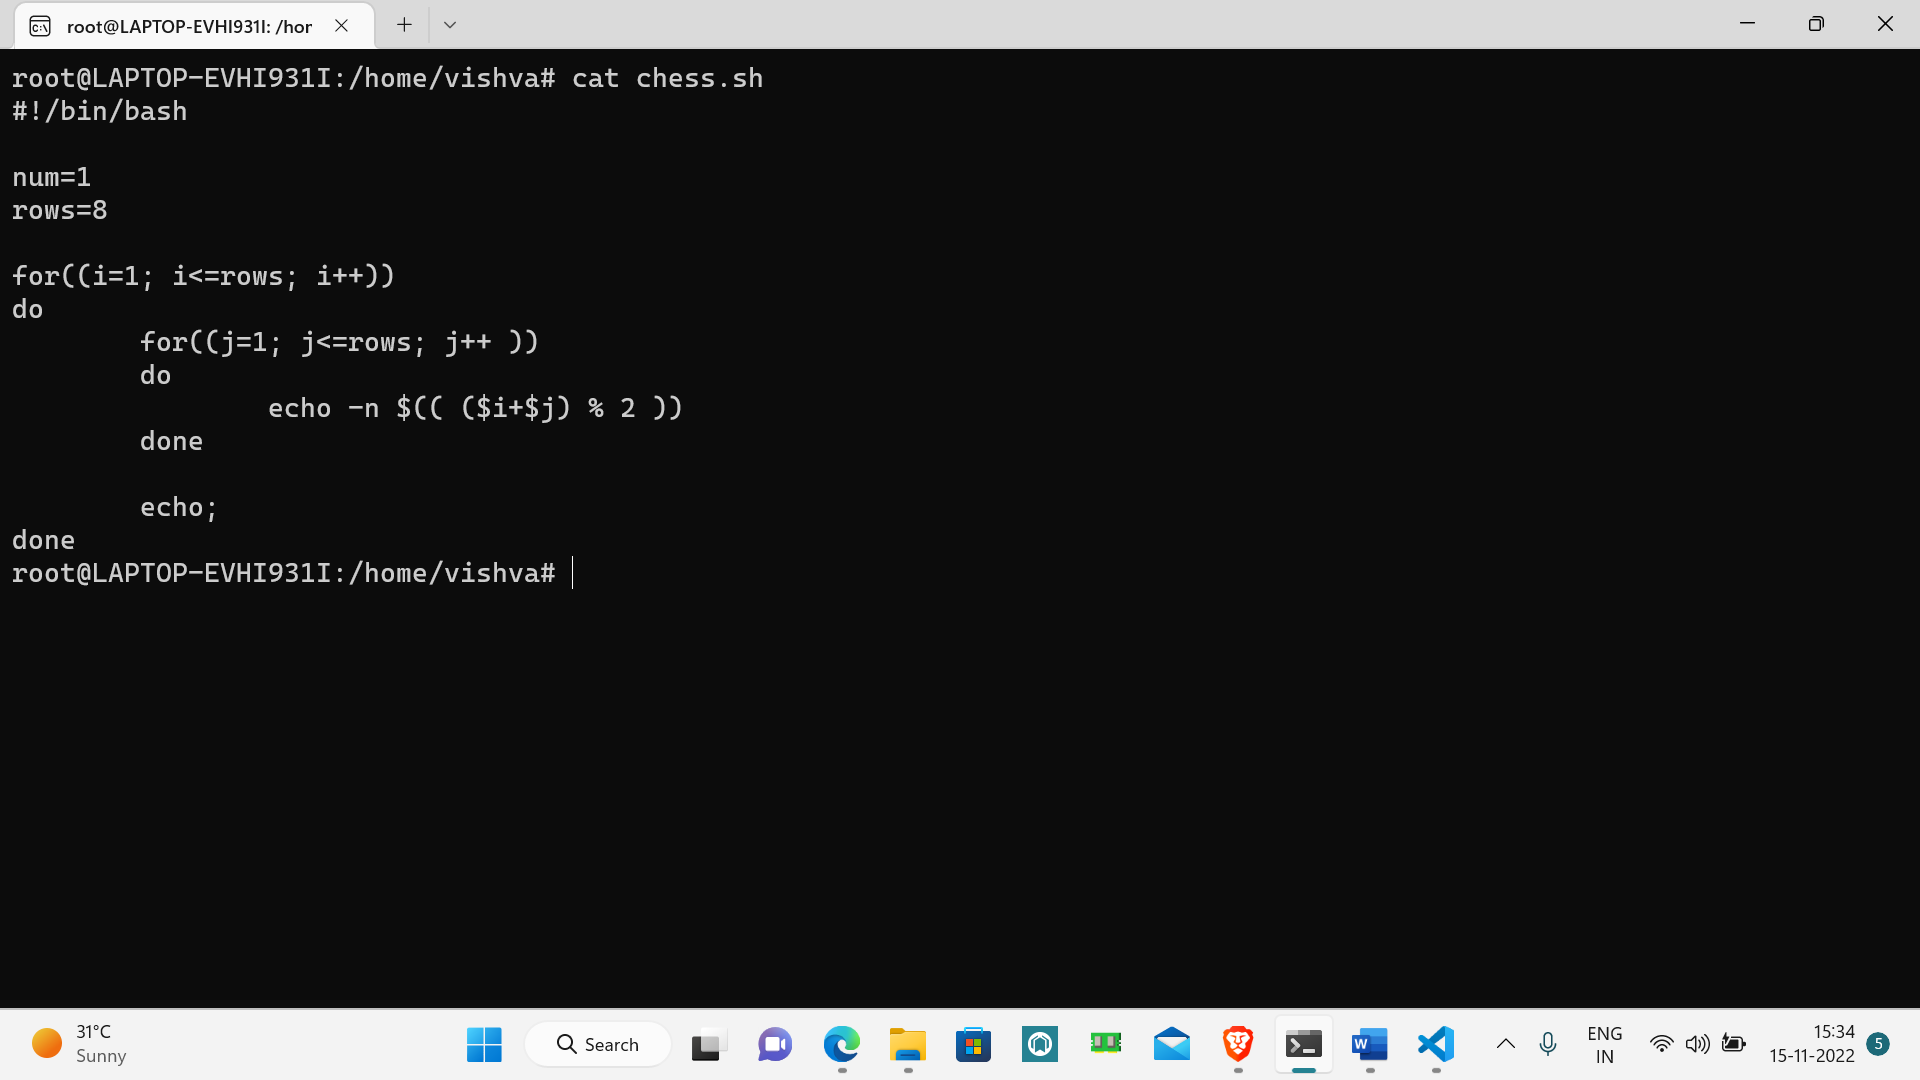 root@LAPTOP-EVHI931I: /hor
root@LAPTOP-EVHI931I:/home/vishva# cat chess.sh
#!/bin/bash
num=1
rows=8
for((i=1; i<=rows; i++))
do
for((j=1; j<=rows; j++ ))
do
echo -n $(( ($i+$j) % 2 ))
done
echo;
done
root@LAPTOP-EVHI931I:/home/vishva#
31°C
Sunny
Search
ENG
IN
15:34
15-11-2022
5